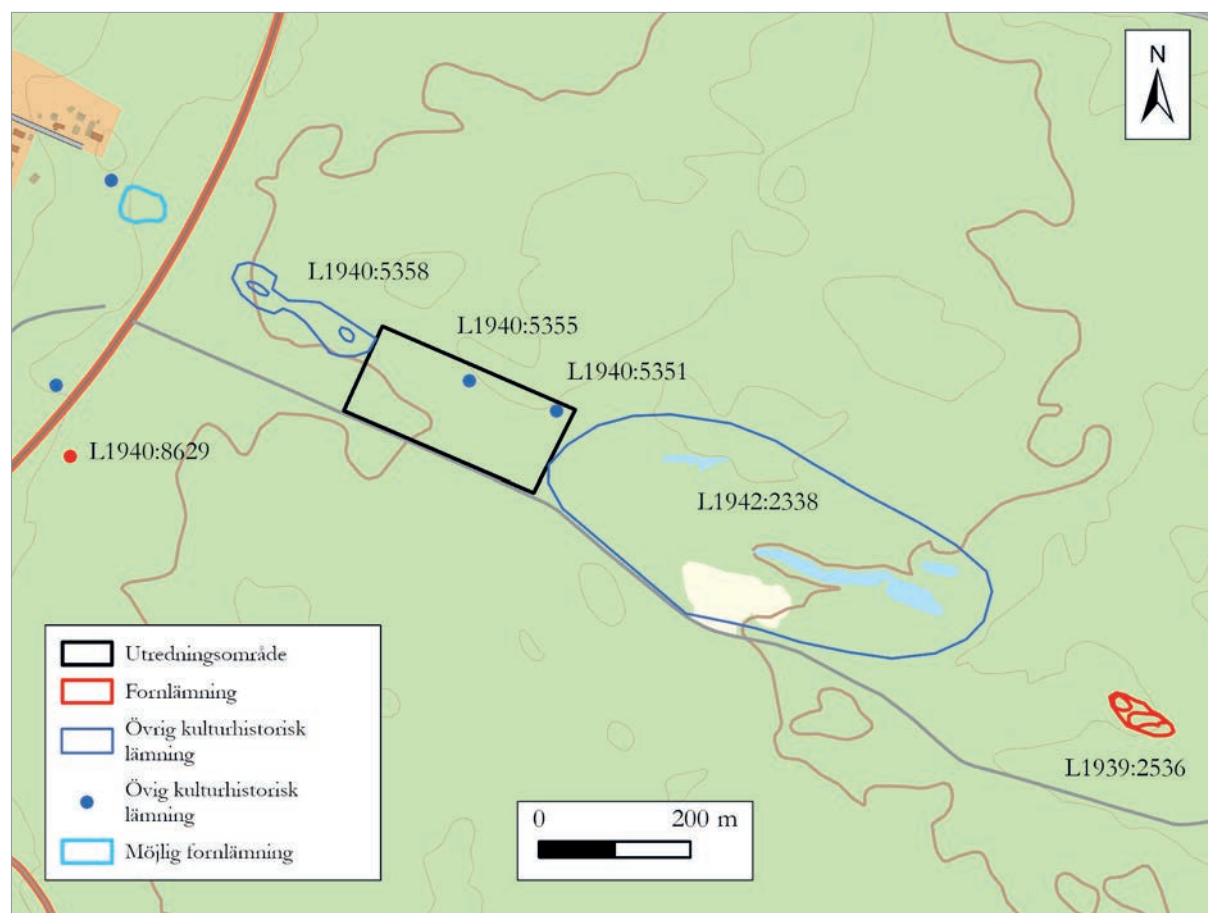 N
L1940:5358
L1940:5355
L1940:5351
L1940:8629
L1942:2338
L1939:2536
Utredningsområde
Fornlämning
Övrig kulturhistorisk
lämning
Övig kulturhistorisk
lämning
Möjlig fornlämning
0 200 m